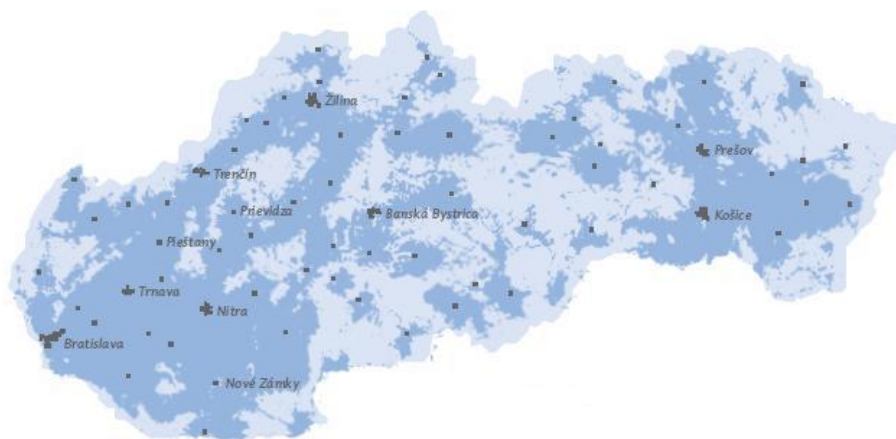 Žilina
Prešov
Trenčín
Prievidza
Banská Bystrica
Košice
Piešťany
Trnava
Nitra
Bratislava
Nové Zámky